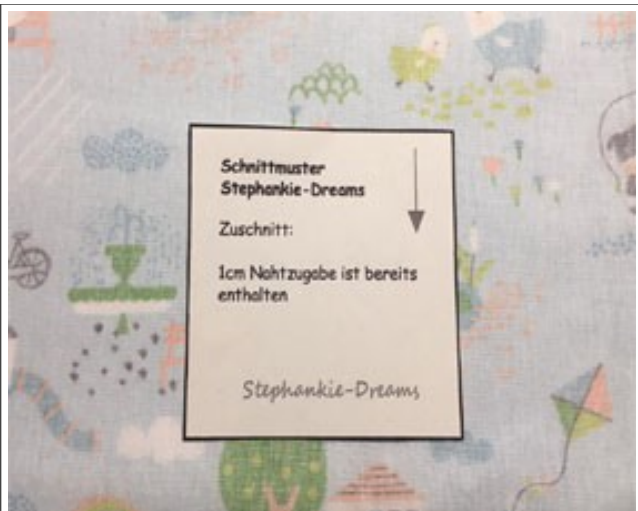 Schnittmuster
Stephankie-Dreams
Zuschnitt:
1cm Nahtzugabe ist bereits
enthalten
Stephankie-Dreams